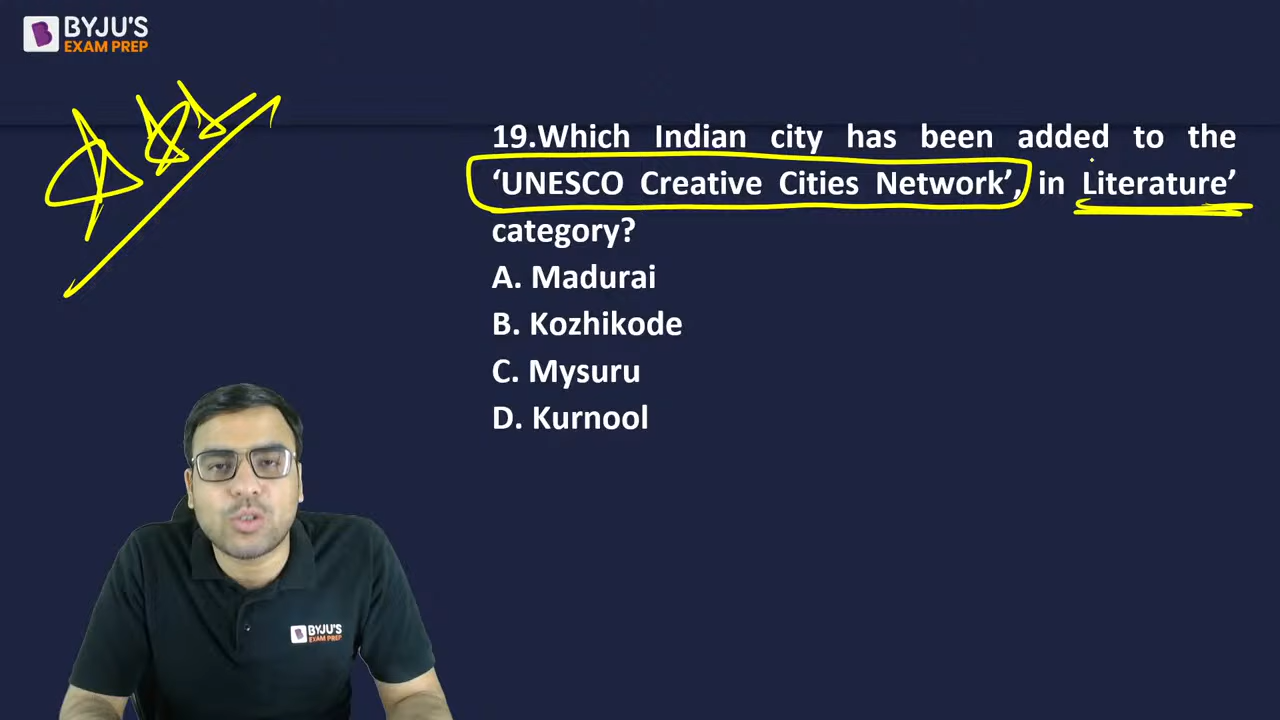 BYJU'S
EXAM PREP
19.Which Indian city has been added to the
‘UNESCO Creative Cities Network’, in Literature’
category?
A. Madurai
B. Kozhikode
C. Mysuru
D. Kurnool
BYJU'S
EXAM PREP